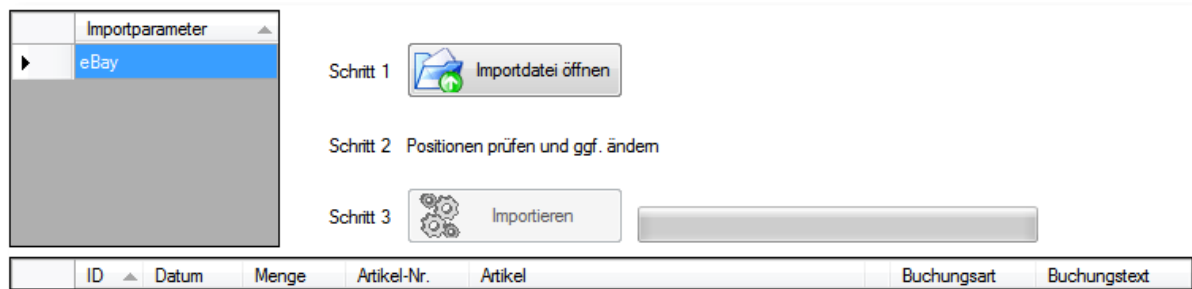 Importparameter
eBay
Schritt 1 Importdatei öffnen
Schritt 2 Positionen prüfen und ggf. ändern
Schritt 3 Importieren
ID Datum Menge Artikel-Nr. Artikel Buchungsart Buchungstext